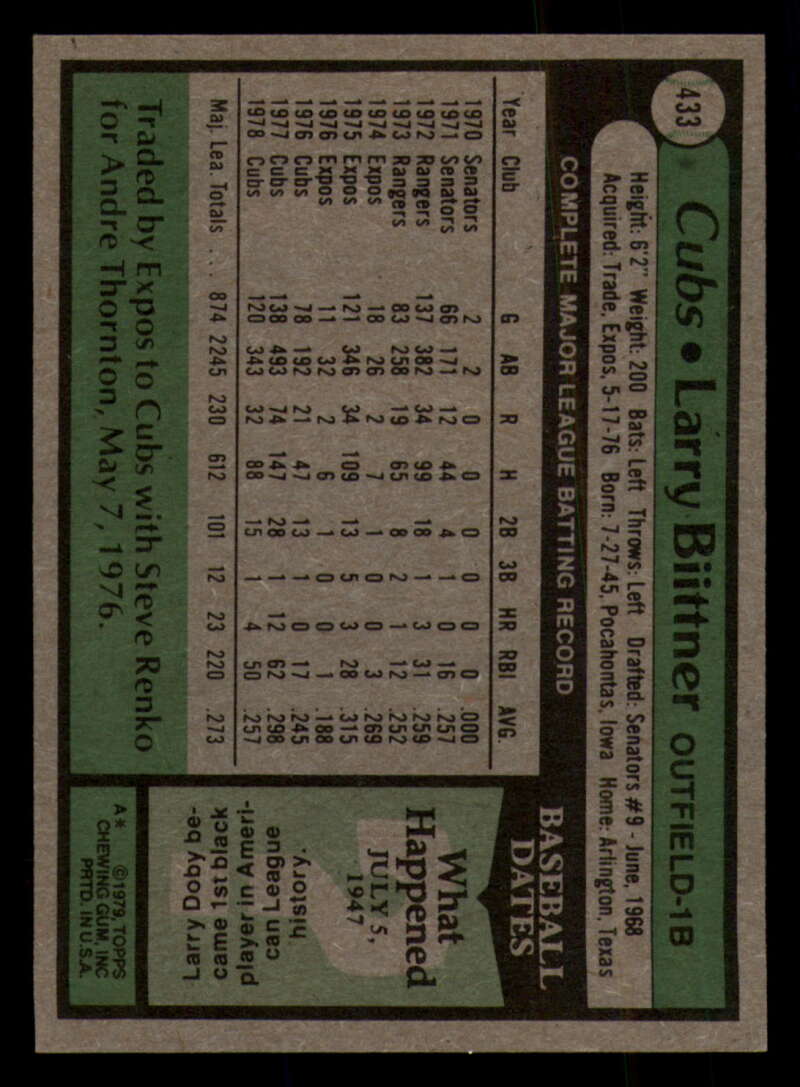 433
Cubs • Larry Biittner OUTFIELD-1B
Height: 6'2" Weight: 200 Bats: Left Throws: Left Drafted: Senators #9 - June, 1968
Acquired: Trade, Expos, 5-17-76 Born: 7-27-45, Pocahontas, Iowa Home: Arlington, Texas
COMPLETE MAJOR LEAGUE BATTING RECORD
Year Club G AB R H 2B 3B HR RBI AVG.
1970 Senators 2 2 0 0 0 0 0 0 .000
1971 Senators 66 171 12 44 4 1 0 16 .257
1972 Rangers 137 382 34 99 18 1 3 31 .259
1973 Rangers 83 258 19 65 8 2 1 12 .252
1974 Expos 18 26 2 7 1 0 0 3 .269
1975 Expos 121 346 34 109 13 5 3 28 .315
1976 Expos 11 32 2 6 1 0 0 1 .188
1976 Cubs 78 192 21 47 13 1 0 17 .245
1977 Cubs 138 493 74 147 28 1 12 62 .298
1978 Cubs 120 343 32 88 15 1 4 50 .257
Maj. Lea. Totals ... 874 2245 230 612 101 12 23 220 .273
Traded by Expos to Cubs with Steve Renko
for Andre Thornton, May 7, 1976.
BASEBALL
DATES
What
Happened
JULY 5,
1947
Larry Doby be-
came 1st black
player in Ameri-
can League
history.
A* ©1979, TOPPS
CHEWING GUM, INC
PRTD. IN U.S.A.